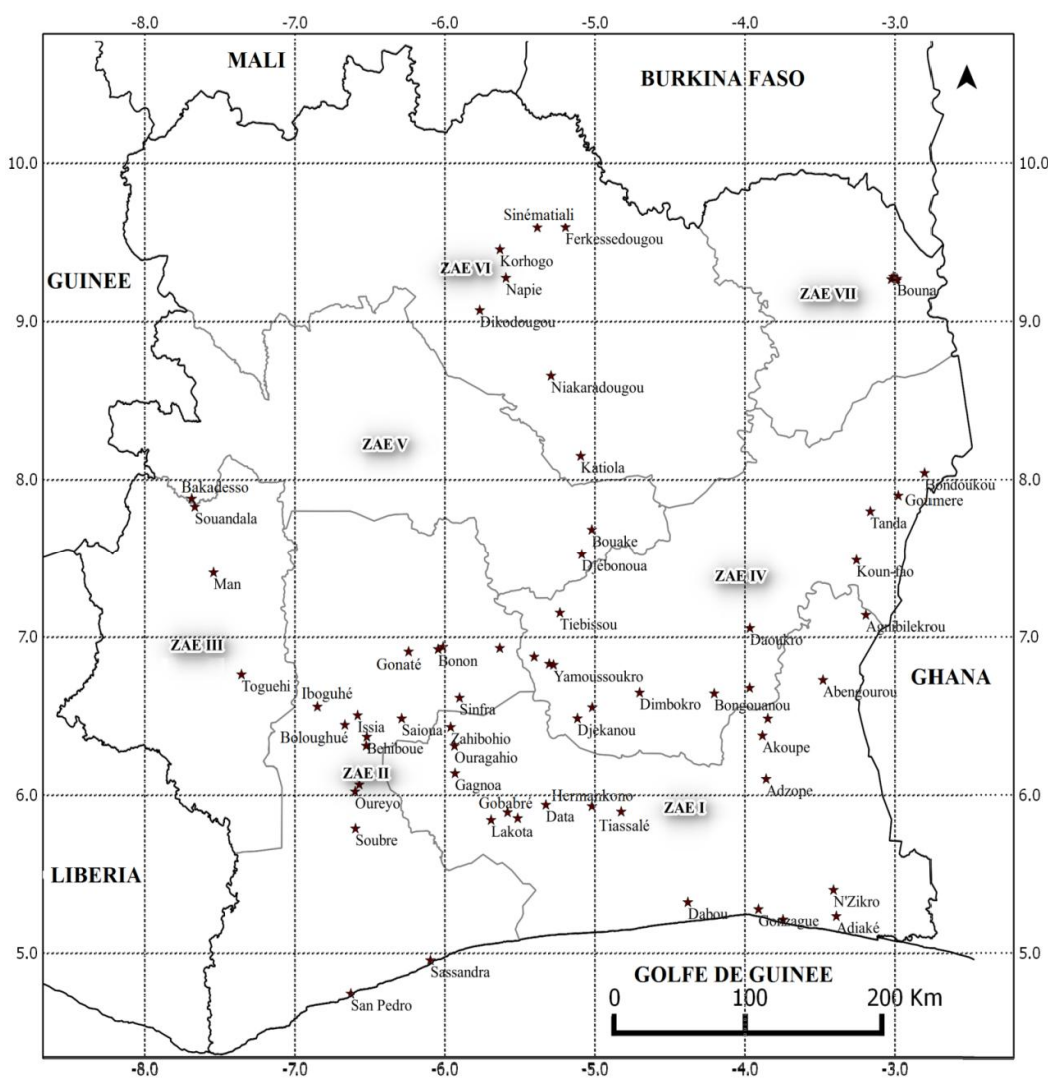 -8.0 -7.0 -6.0 -5.0 -4.0 -3.0
MALI
BURKINA FASO
10.0 10.0
Sinématiali
Ferkessedougou
Korhogo
ZAE VI
GUINEE
Napie
ZAE VII
Bouna
Dikodougou
9.0 9.0
Niakaradougou
ZAE V
Katiola
8.0 8.0
Bakadesso
Bondoukou
Goumere
Souandala
Tanda
Bouake
Djébonoua
Koun-fao
Man
ZAE IV
Tiebissou
Agnibilekrou
7.0 7.0
Daoukro
ZAE III
Gonaté
Bonon
GHANA
Yamoussoukro
Toguehi
Abengourou
Iboguhé
Sinfra
Dimbokro
Bongouanou
Issia
Saioua
Boloughué
Zahibohio
Djékanou
Beniboue
Ouragahio
Akoupe
ZAE II
Gagnoa
Adzope
6.0 6.0
Oureyo
Gobabré
Hermankono
ZAE I
Data
Lakota
Tiassalé
Soubre
LIBERIA
N'Zikro
Dabou
Gonzague
Adiaké
5.0 5.0
Sassandra
GOLFE DE GUINEE
San Pedro
0 100 200 Km
-8.0 -7.0 -6.0 -5.0 -4.0 -3.0